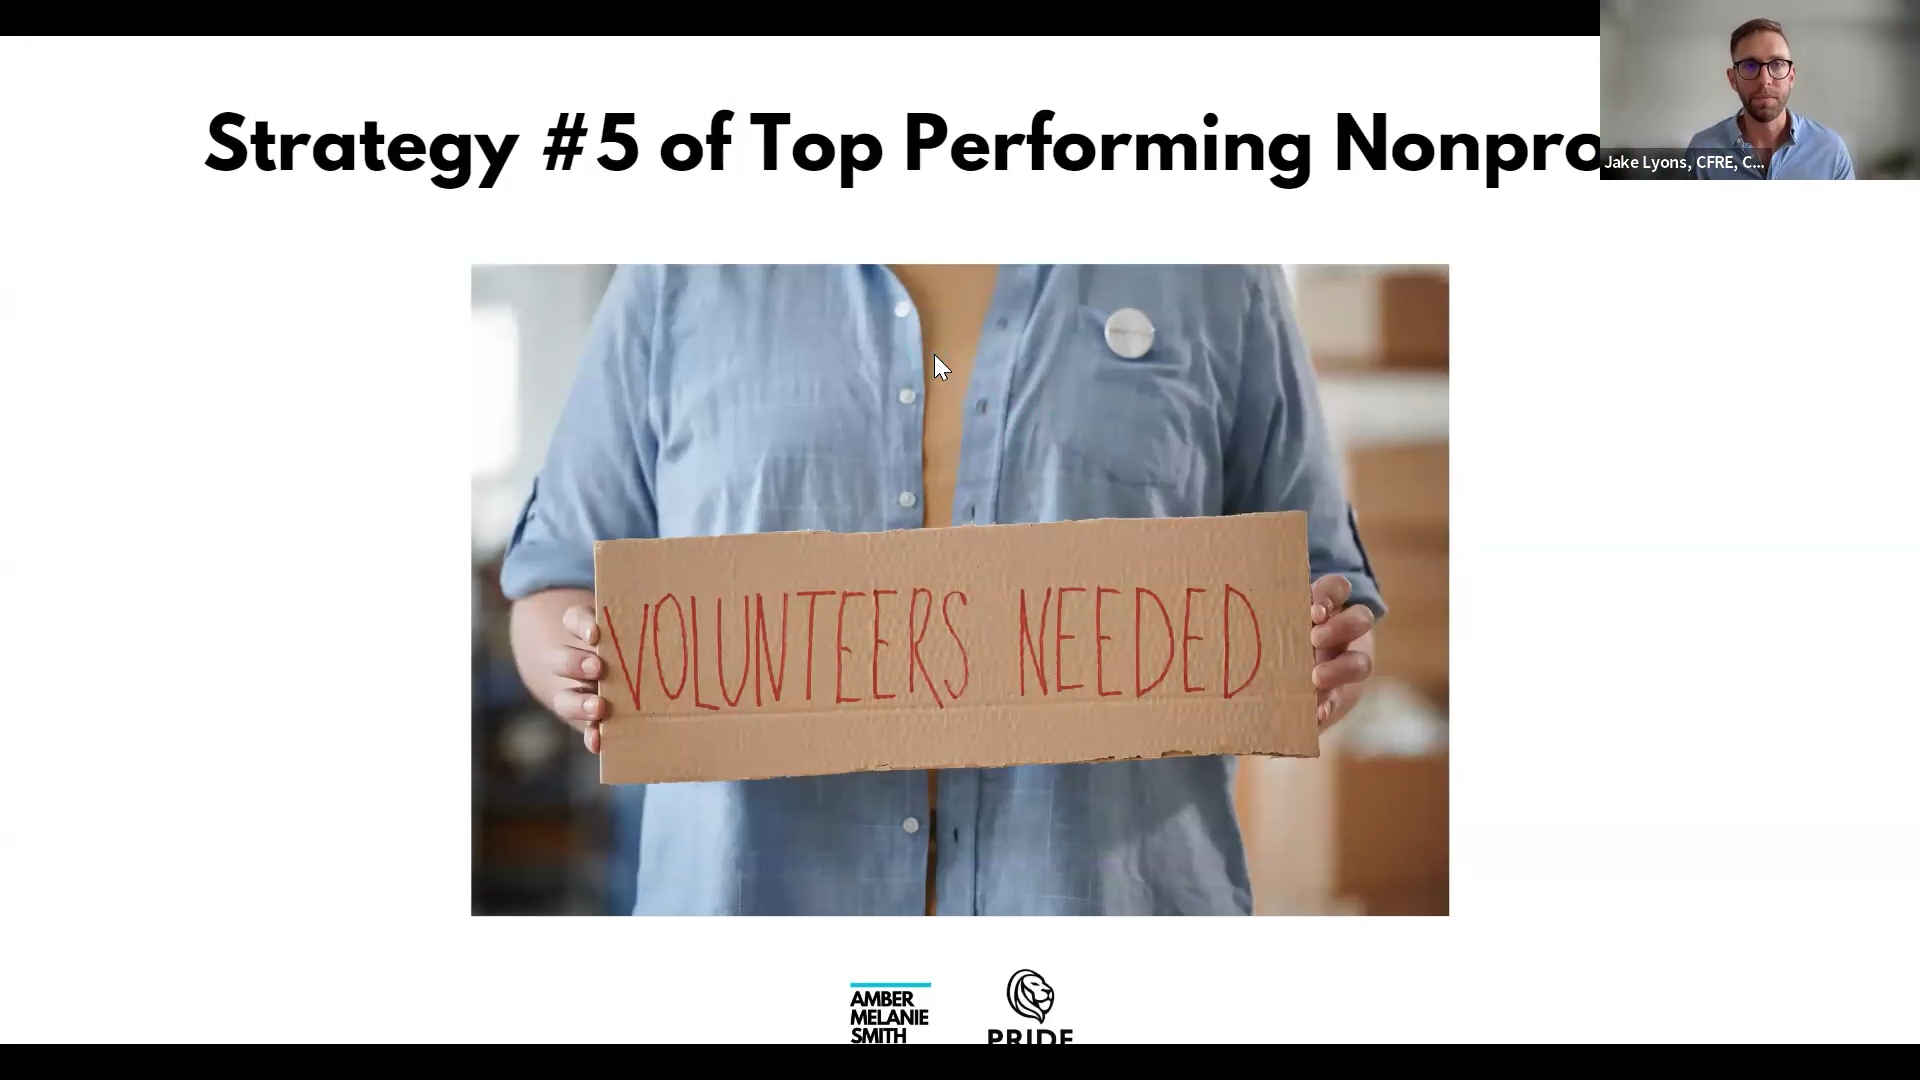 Strategy #5 of Top Performing Nonpro
Jake Lyons, CFRE, C...
VOLUNTEERS NEEDED
AMBER
MELANIE
SMITH
PRIDE